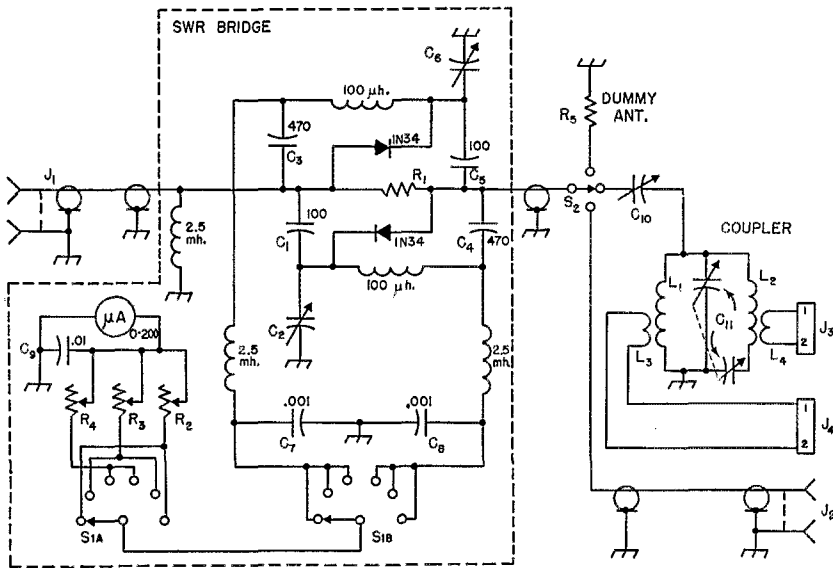 SWR BRIDGE
C6
100 µh.
470
C3
1N34
100
C5
R1
J1
2.5
mh.
100
C1
1N34
C4
470
100 µh.
C2
R5
DUMMY
ANT.
S2
C10
COUPLER
L1
L2
C11
L3
L4
1
2
J3
1
2
J4
J2
µA
0-200
C9
.01
R4
R3
R2
S1A
2.5
mh.
2.5
mh.
.001
C7
.001
C8
S1B